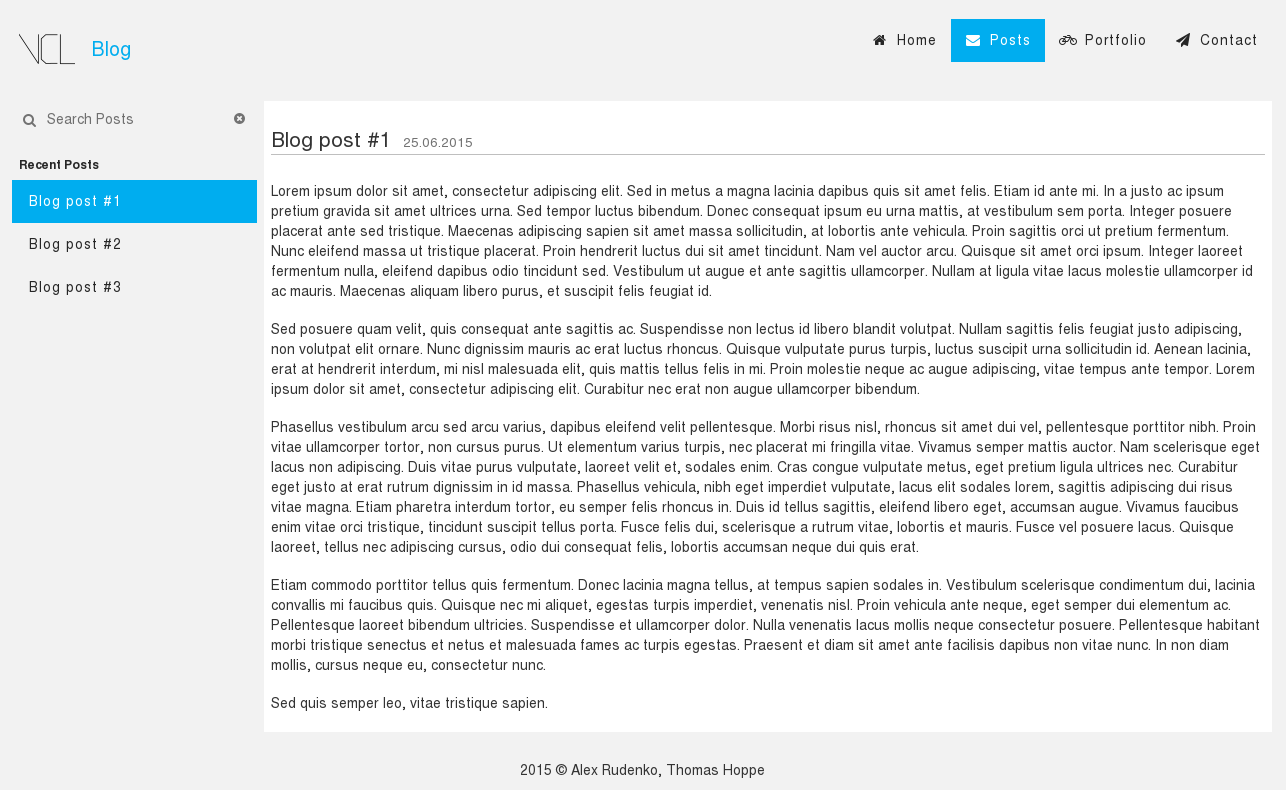 VCL Blog
Home Posts Portfolio Contact
Search Posts
Recent Posts
Blog post #1
Blog post #2
Blog post #3
Blog post #1 25.06.2015
Lorem ipsum dolor sit amet, consectetur adipiscing elit. Sed in metus a magna lacinia dapibus quis sit amet felis. Etiam id ante mi. In a justo ac ipsum
pretium gravida sit amet ultrices urna. Sed tempor luctus bibendum. Donec consequat ipsum eu urna mattis, at vestibulum sem porta. Integer posuere
placerat ante sed tristique. Maecenas adipiscing sapien sit amet massa sollicitudin, at lobortis ante vehicula. Proin sagittis orci ut pretium fermentum.
Nunc eleifend massa ut tristique placerat. Proin hendrerit luctus dui sit amet tincidunt. Nam vel auctor arcu. Quisque sit amet orci ipsum. Integer laoreet
fermentum nulla, eleifend dapibus odio tincidunt sed. Vestibulum ut augue et ante sagittis ullamcorper. Nullam at ligula vitae lacus molestie ullamcorper id
ac mauris. Maecenas aliquam libero purus, et suscipit felis feugiat id.
Sed posuere quam velit, quis consequat ante sagittis ac. Suspendisse non lectus id libero blandit volutpat. Nullam sagittis felis feugiat justo adipiscing,
non volutpat elit ornare. Nunc dignissim mauris ac erat luctus rhoncus. Quisque vulputate purus turpis, luctus suscipit urna sollicitudin id. Aenean lacinia,
erat at hendrerit interdum, mi nisl malesuada elit, quis mattis tellus felis in mi. Proin molestie neque ac augue adipiscing, vitae tempus ante tempor. Lorem
ipsum dolor sit amet, consectetur adipiscing elit. Curabitur nec erat non augue ullamcorper bibendum.
Phasellus vestibulum arcu sed arcu varius, dapibus eleifend velit pellentesque. Morbi risus nisl, rhoncus sit amet dui vel, pellentesque porttitor nibh. Proin
vitae ullamcorper tortor, non cursus purus. Ut elementum varius turpis, nec placerat mi fringilla vitae. Vivamus semper mattis auctor. Nam scelerisque eget
lacus non adipiscing. Duis vitae purus vulputate, laoreet velit et, sodales enim. Cras congue vulputate metus, eget pretium ligula ultrices nec. Curabitur
eget justo at erat rutrum dignissim in id massa. Phasellus vehicula, nibh eget imperdiet vulputate, lacus elit sodales lorem, sagittis adipiscing dui risus
vitae magna. Etiam pharetra interdum tortor, eu semper felis rhoncus in. Duis id tellus sagittis, eleifend libero eget, accumsan augue. Vivamus faucibus
enim vitae orci tristique, tincidunt suscipit tellus porta. Fusce felis dui, scelerisque a rutrum vitae, lobortis et mauris. Fusce vel posuere lacus. Quisque
laoreet, tellus nec adipiscing cursus, odio dui consequat felis, lobortis accumsan neque dui quis erat.
Etiam commodo porttitor tellus quis fermentum. Donec lacinia magna tellus, at tempus sapien sodales in. Vestibulum scelerisque condimentum dui, lacinia
convallis mi faucibus quis. Quisque nec mi aliquet, egestas turpis imperdiet, venenatis nisl. Proin vehicula ante neque, eget semper dui elementum ac.
Pellentesque laoreet bibendum ultricies. Suspendisse et ullamcorper dolor. Nulla venenatis lacus mollis neque consectetur posuere. Pellentesque habitant
morbi tristique senectus et netus et malesuada fames ac turpis egestas. Praesent et diam sit amet ante facilisis dapibus non vitae nunc. In non diam
mollis, cursus neque eu, consectetur nunc.
Sed quis semper leo, vitae tristique sapien.
2015 © Alex Rudenko, Thomas Hoppe